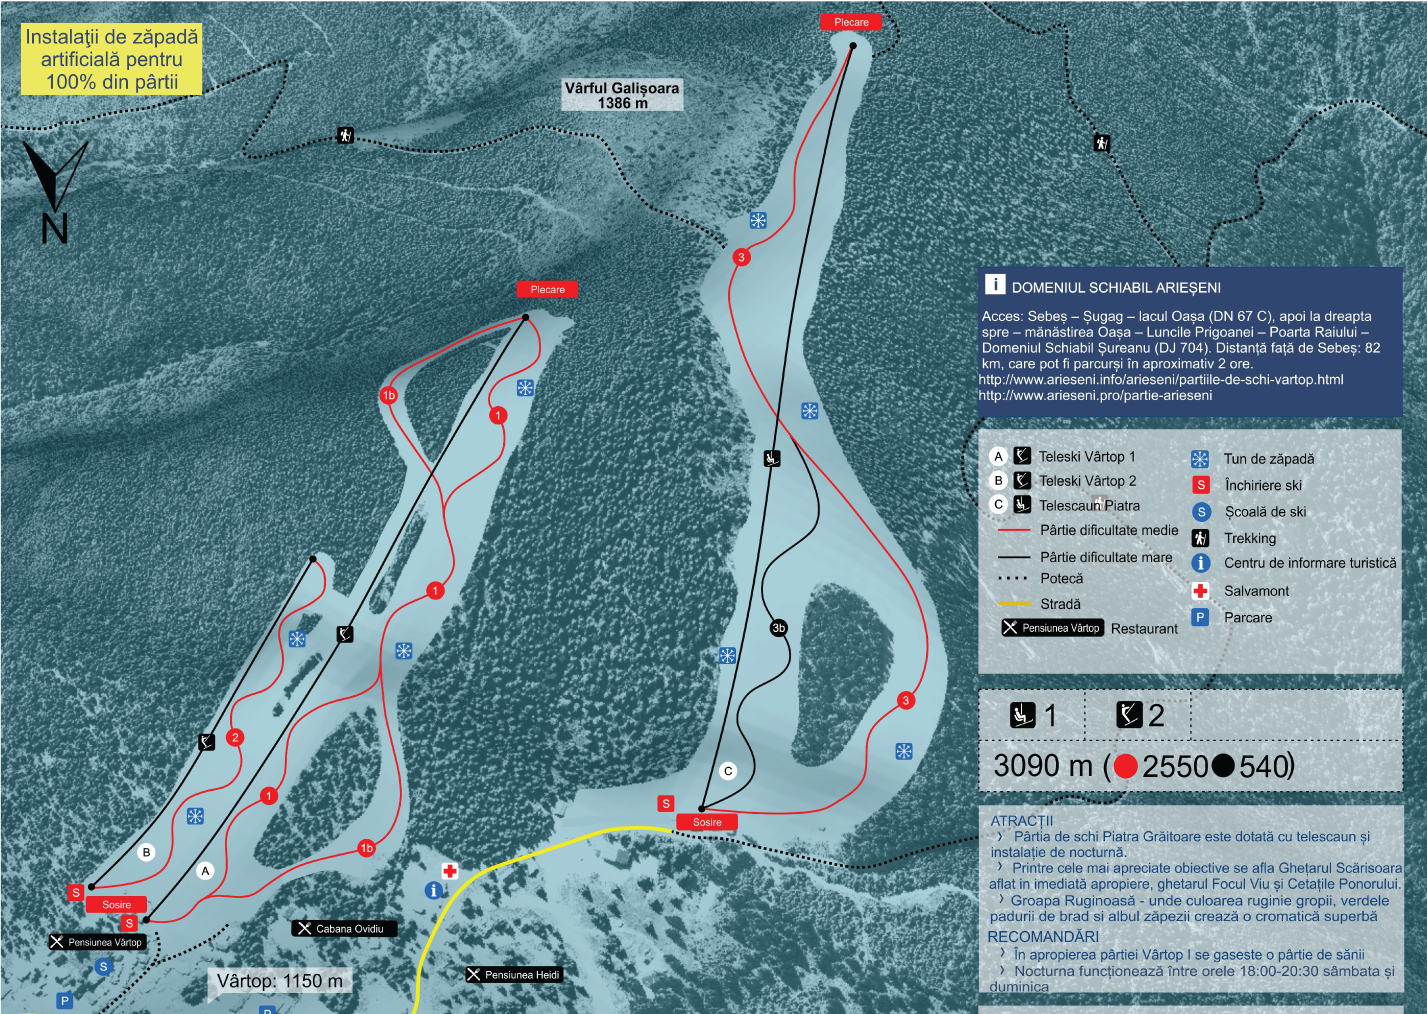 Instalaţii de zăpadă
artificială pentru
100% din pârtii
N
Vârful Galișoara
1386 m
Plecare
3
Plecare
1b
1
1
2
1
1b
B
A
S
Sosire
S
Pensiunea Vârtop
S
P
Vârtop: 1150 m
P
Cabana Ovidiu
Pensiunea Heidi
i
3b
3
C
S
Sosire
i DOMENIUL SCHIABIL ARIEȘENI
Acces: Sebeș – Șugag – lacul Oașa (DN 67 C), apoi la dreapta
spre – mănăstirea Oașa – Luncile Prigoanei – Poarta Raiului –
Domeniul Schiabil Șureanu (DJ 704). Distanță față de Sebeș: 82
km, care pot fi parcurși în aproximativ 2 ore.
http://www.arieseni.info/arieseni/partiile-de-schi-vartop.html
http://www.arieseni.pro/partie-arieseni
A Teleski Vârtop 1
B Teleski Vârtop 2
C Telescaun Piatra
Pârtie dificultate medie
Pârtie dificultate mare
Potecă
Stradă
Pensiunea Vârtop Restaurant
Tun de zăpadă
S Închiriere ski
S Școală de ski
Trekking
i Centru de informare turistică
Salvamont
P Parcare
1 2
3090 m (2550 540)
ATRACȚII
› Pârtia de schi Piatra Grăitoare este dotată cu telescaun și
instalație de nocturnă.
› Printre cele mai apreciate obiective se afla Ghețarul Scărisoara
aflat in imediată apropiere, ghetarul Focul Viu și Cetațile Ponorului.
› Groapa Ruginoasă - unde culoarea ruginie gropii, verdele
padurii de brad si albul zăpezii crează o cromatică superbă
RECOMANDĂRI
› În apropierea pârtiei Vârtop I se gaseste o pârtie de sănii
› Nocturna funcționează între orele 18:00-20:30 sâmbata și
duminica